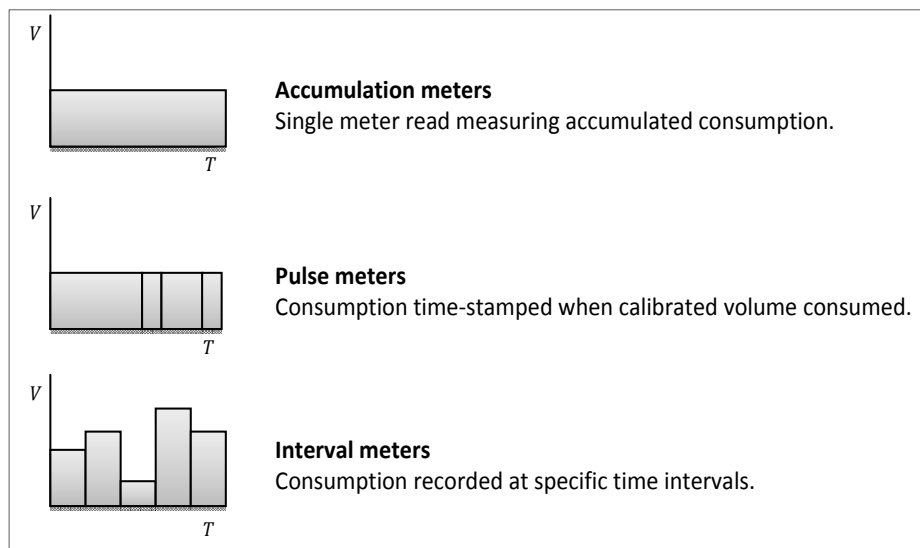 V
Accumulation meters
Single meter read measuring accumulated consumption.
T
V
Pulse meters
Consumption time-stamped when calibrated volume consumed.
T
V
Interval meters
Consumption recorded at specific time intervals.
T